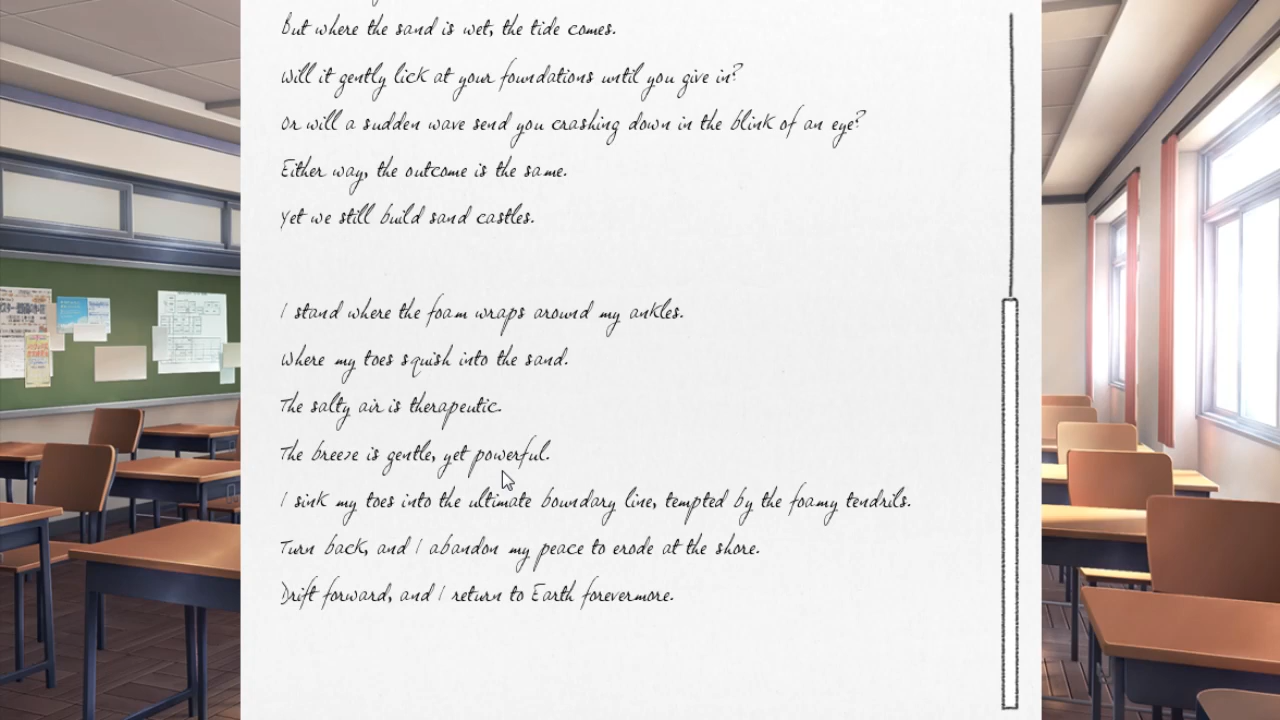 But where the sand is wet, the tide comes.
Will it gently lick at your foundations until you give in?
Or will a sudden wave send you crashing down in the blink of an eye?
Either way, the outcome is the same.
Yet we still build sand castles.
I stand where the foam wraps around my ankles.
Where my toes squish into the sand.
The salty air is therapeutic.
The breeze is gentle, yet powerful.
I sink my toes into the ultimate boundary line, tempted by the foamy tendrils.
Turn back, and I abandon my peace to erode at the shore.
Drift forward, and I return to Earth forevermore.